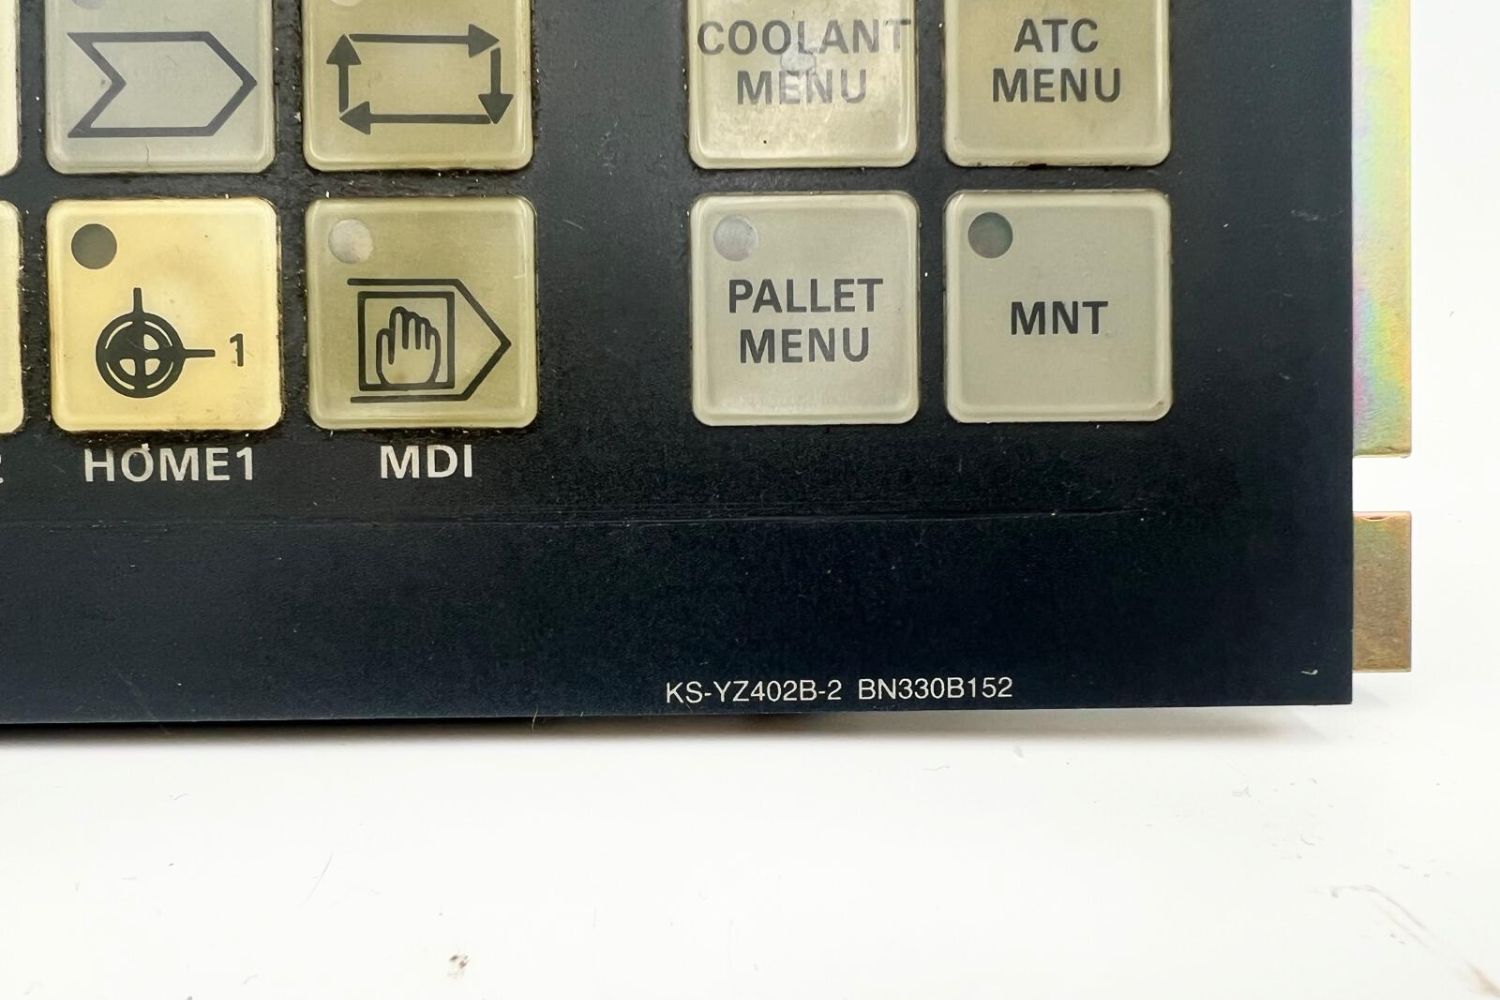 COOLANT
MENU
ATC
MENU
1
PALLET
MENU
MNT
HOME1
MDI
KS-YZ402B-2 BN330B152